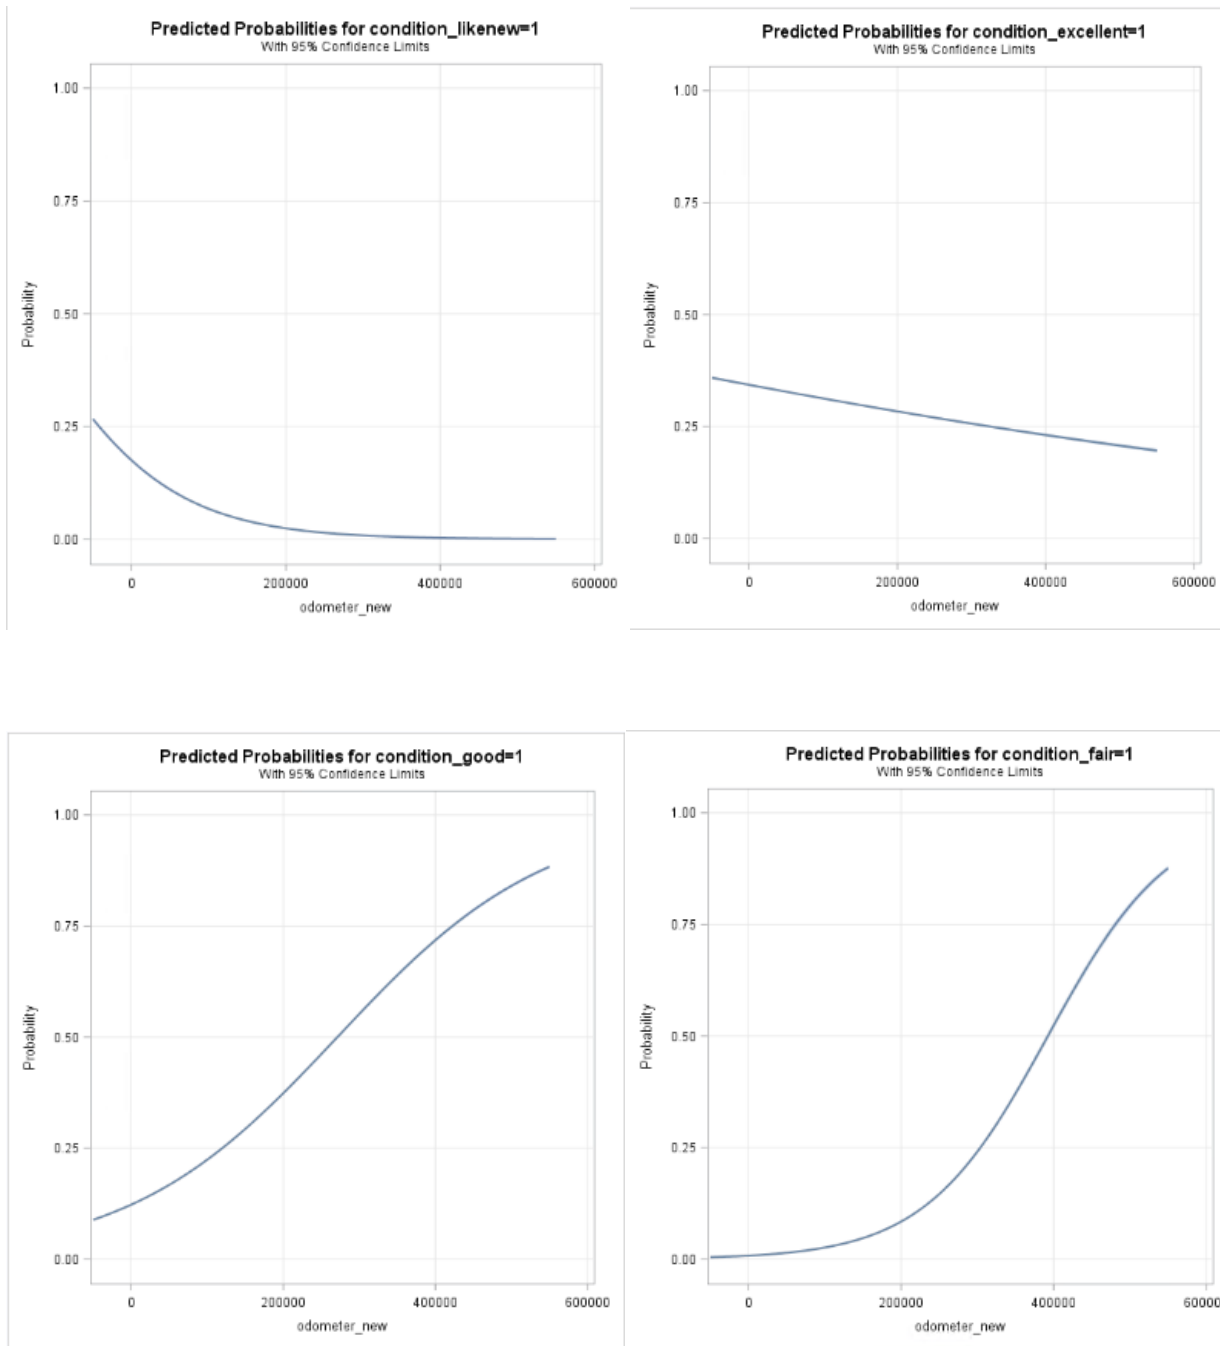 Predicted Probabilities for condition_likenew=1
With 95% Confidence Limits
1.00
0.75
0.50
0.25
0.00
Probability
0
200000
400000
600000
odometer_new
Predicted Probabilities for condition_excellent=1
With 95% Confidence Limits
1.00
0.75
0.50
0.25
0.00
Probability
0
200000
400000
600000
odometer_new
Predicted Probabilities for condition_good=1
With 95% Confidence Limits
1.00
0.75
0.50
0.25
0.00
Probability
0
200000
400000
600000
odometer_new
Predicted Probabilities for condition_fair=1
With 95% Confidence Limits
1.00
0.75
0.50
0.25
0.00
Probability
0
200000
400000
60000
odometer_new